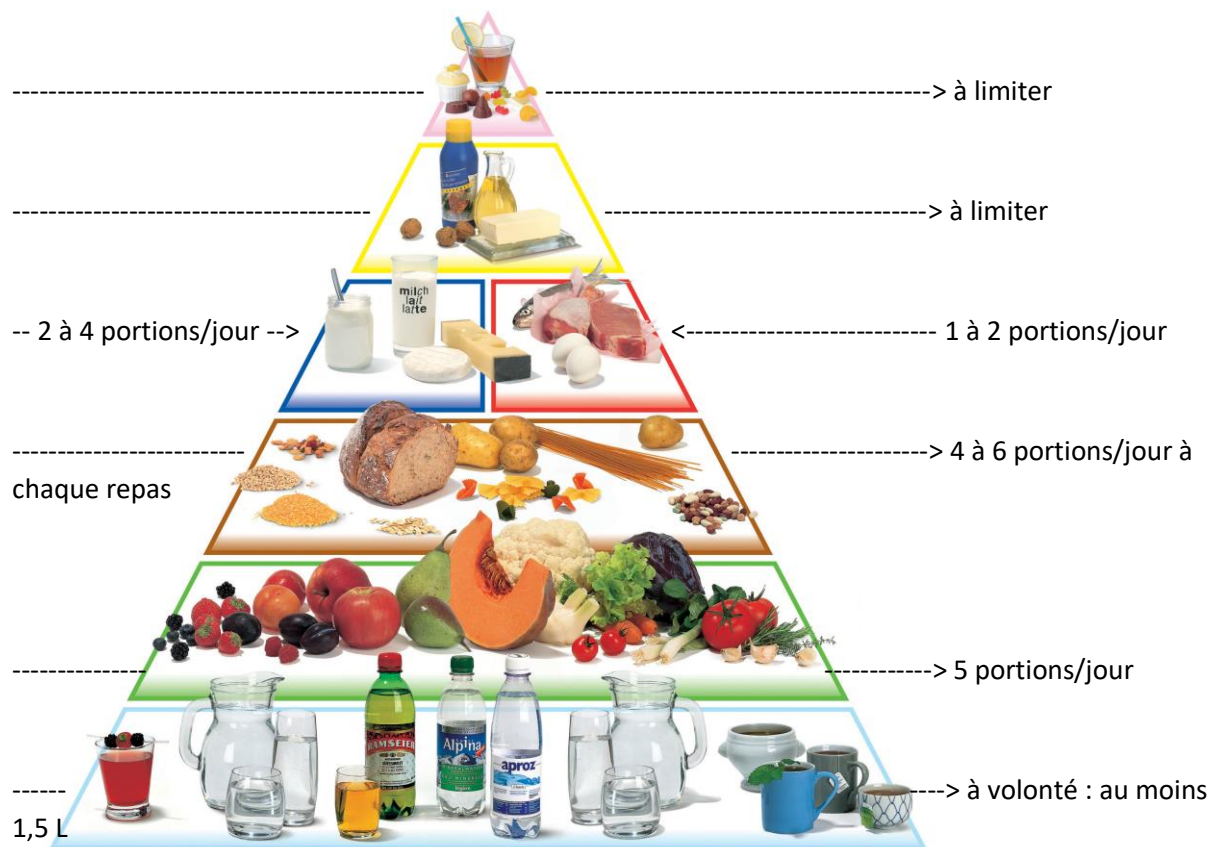 --------------------------------------------- ------------------------------------------> à limiter
--------------------------------------- -----------------------------------> à limiter
milch
lait
latte
-- 2 à 4 portions/jour --> <--------------------------- 1 à 2 portions/jour
---------------------------- ---------------------> 4 à 6 portions/jour à
chaque repas
--------------------- -----------> 5 portions/jour
RAMSEIER
Alpina
aproz
------ ----> à volonté : au moins
1,5 L